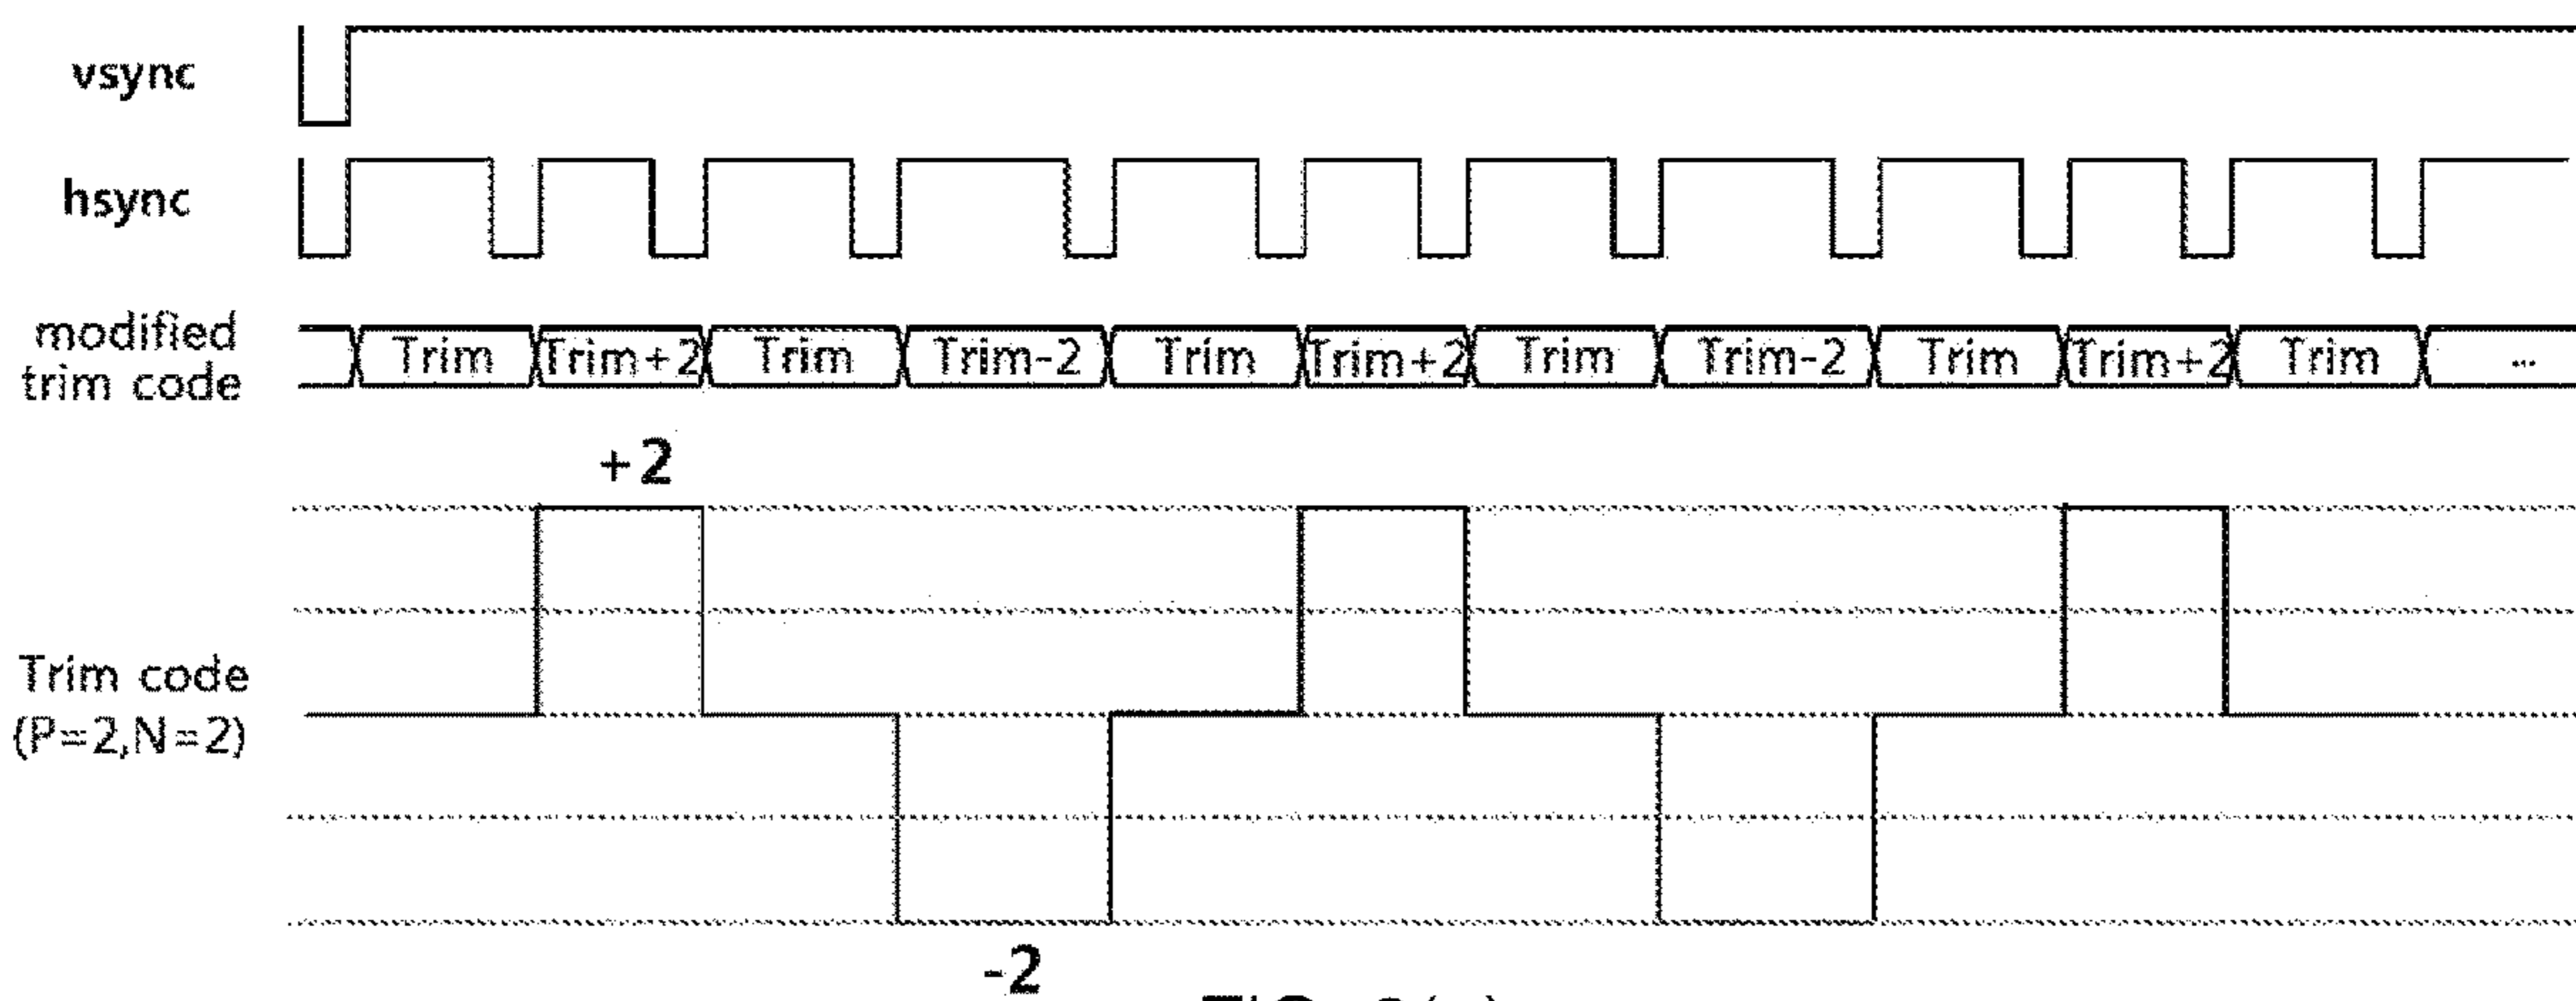 vsync
hsync
modified
trim code
Trim Trim+2 Trim Trim-2 Trim Trim+2 Trim Trim-2 Trim Trim+2 Trim ...
+2
Trim code
(P=2,N=2)
-2